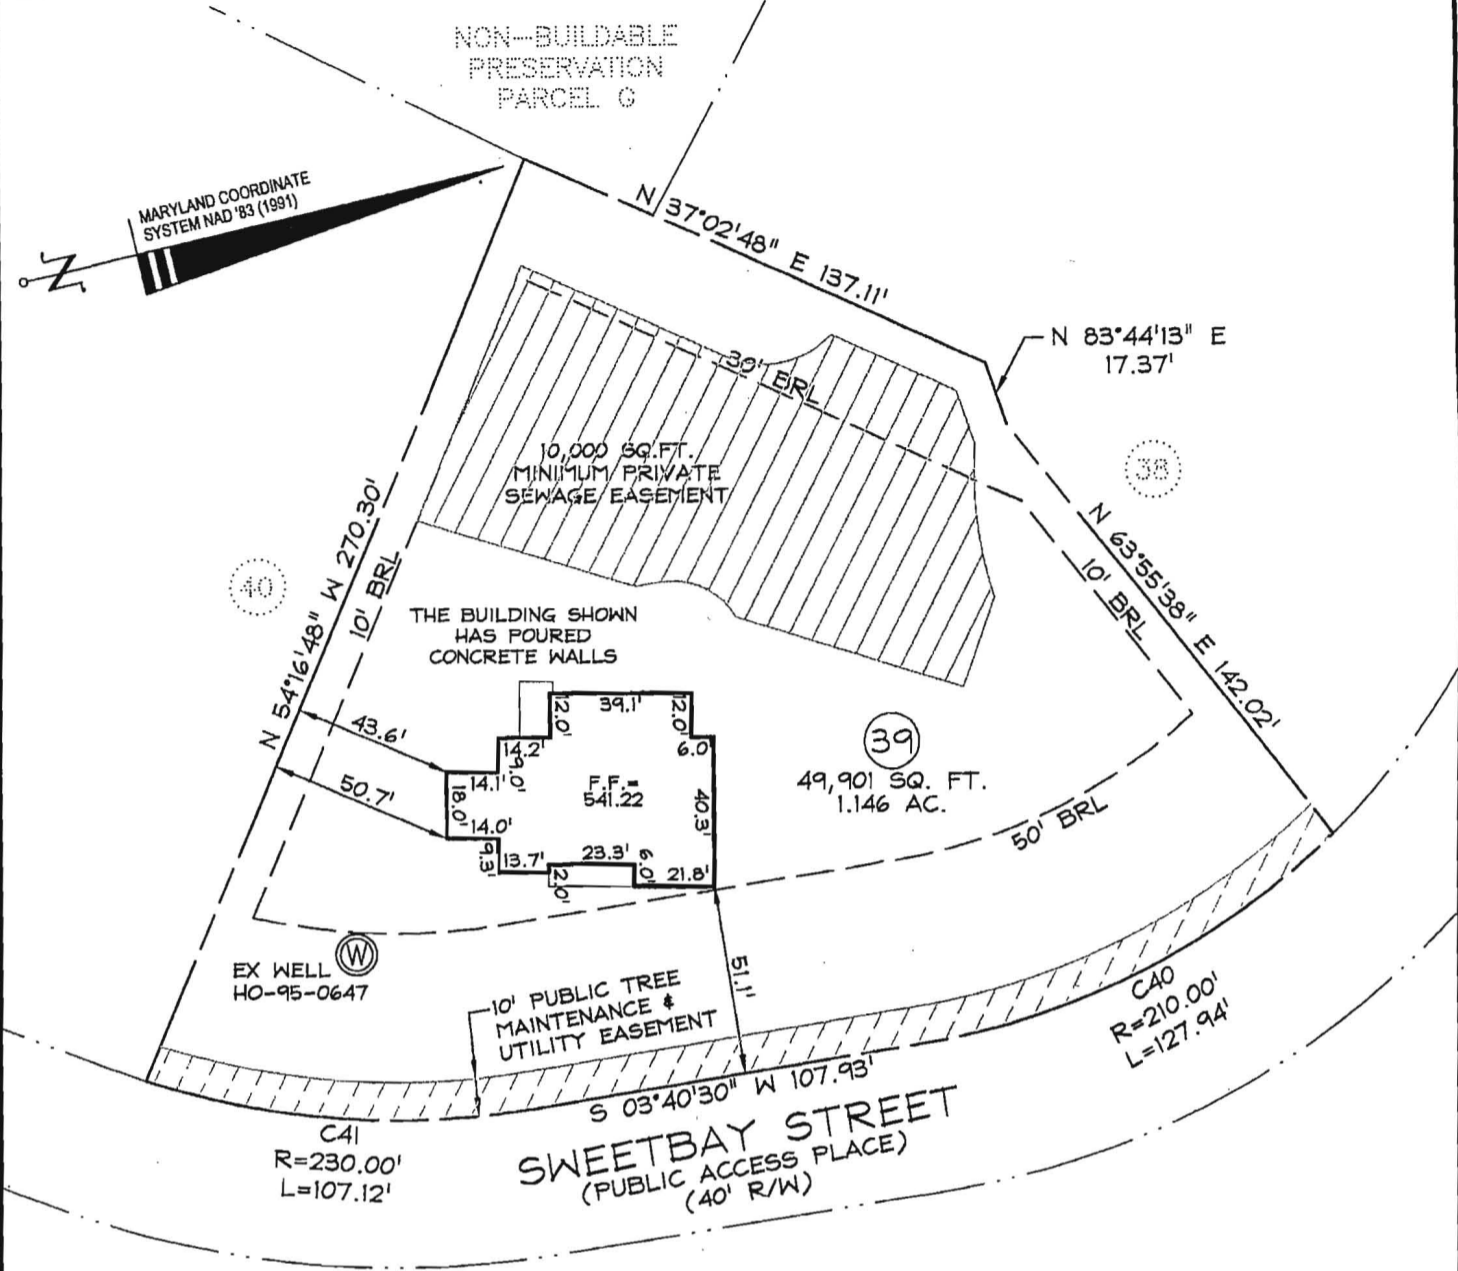 NON-BUILDABLE
PRESERVATION
PARCEL G
MARYLAND COORDINATE
SYSTEM NAD '83 (1991)
N
N 37°02'48" E 137.11'
N 83°44'13" E
17.37'
30' BRL
38
10,000 SQ.FT.
MINIMUM PRIVATE
SEWAGE EASEMENT
N 63°55'38" E 142.02'
10' BRL
40
N 54°16'48" W 270.30'
10' BRL
THE BUILDING SHOWN
HAS POURED
CONCRETE WALLS
43.6'
50.7'
12.0'
39.1'
12.0'
14.2'
6.0'
9.0'
14.1'
18.0'
F.F.=
541.22
40.3'
14.0'
9.3'
13.7'
23.3'
6.0'
21.8'
2.0'
39
49,901 SQ. FT.
1.146 AC.
50' BRL
W
EX WELL
HO-95-0647
51.1'
10' PUBLIC TREE
MAINTENANCE &
UTILITY EASEMENT
S 03°40'30" W 107.93'
C40
R=210.00'
L=127.94'
C41
R=230.00'
L=107.12'
SWEETBAY STREET
(PUBLIC ACCESS PLACE)
(40' R/W)